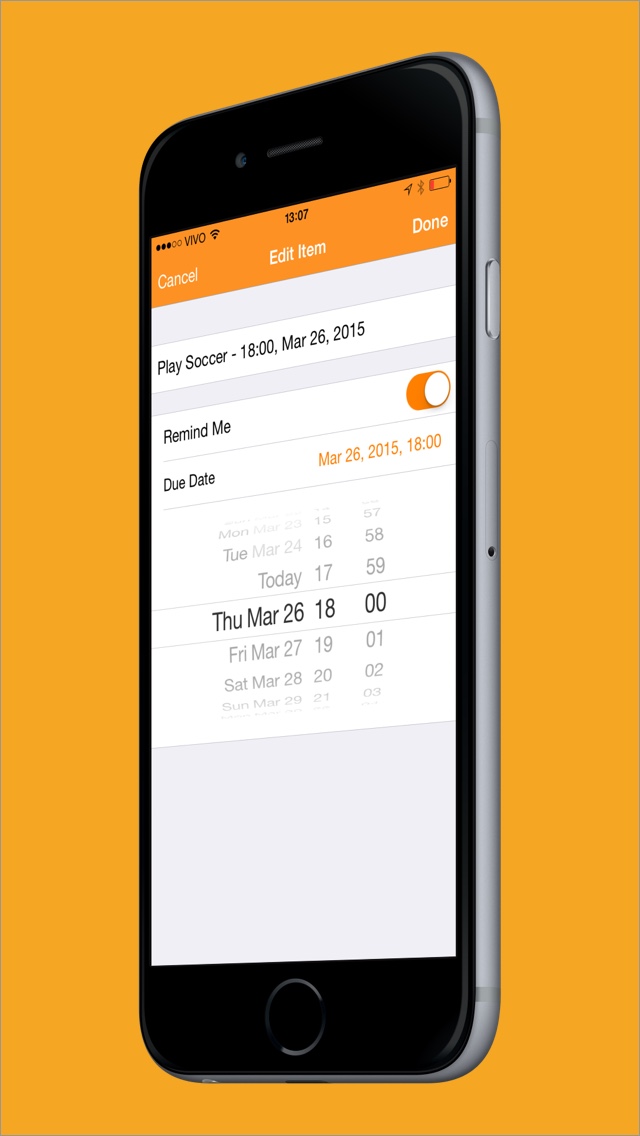 VIVO 13:07
Cancel Edit Item Done
Play Soccer - 18:00, Mar 26, 2015
Remind Me
Due Date Mar 26, 2015, 18:00
Mon Mar 23 15 57
Tue Mar 24 16 58
Today 17 59
Thu Mar 26 18 00
Fri Mar 27 19 01
Sat Mar 28 20 02
Sun Mar 29 21 03